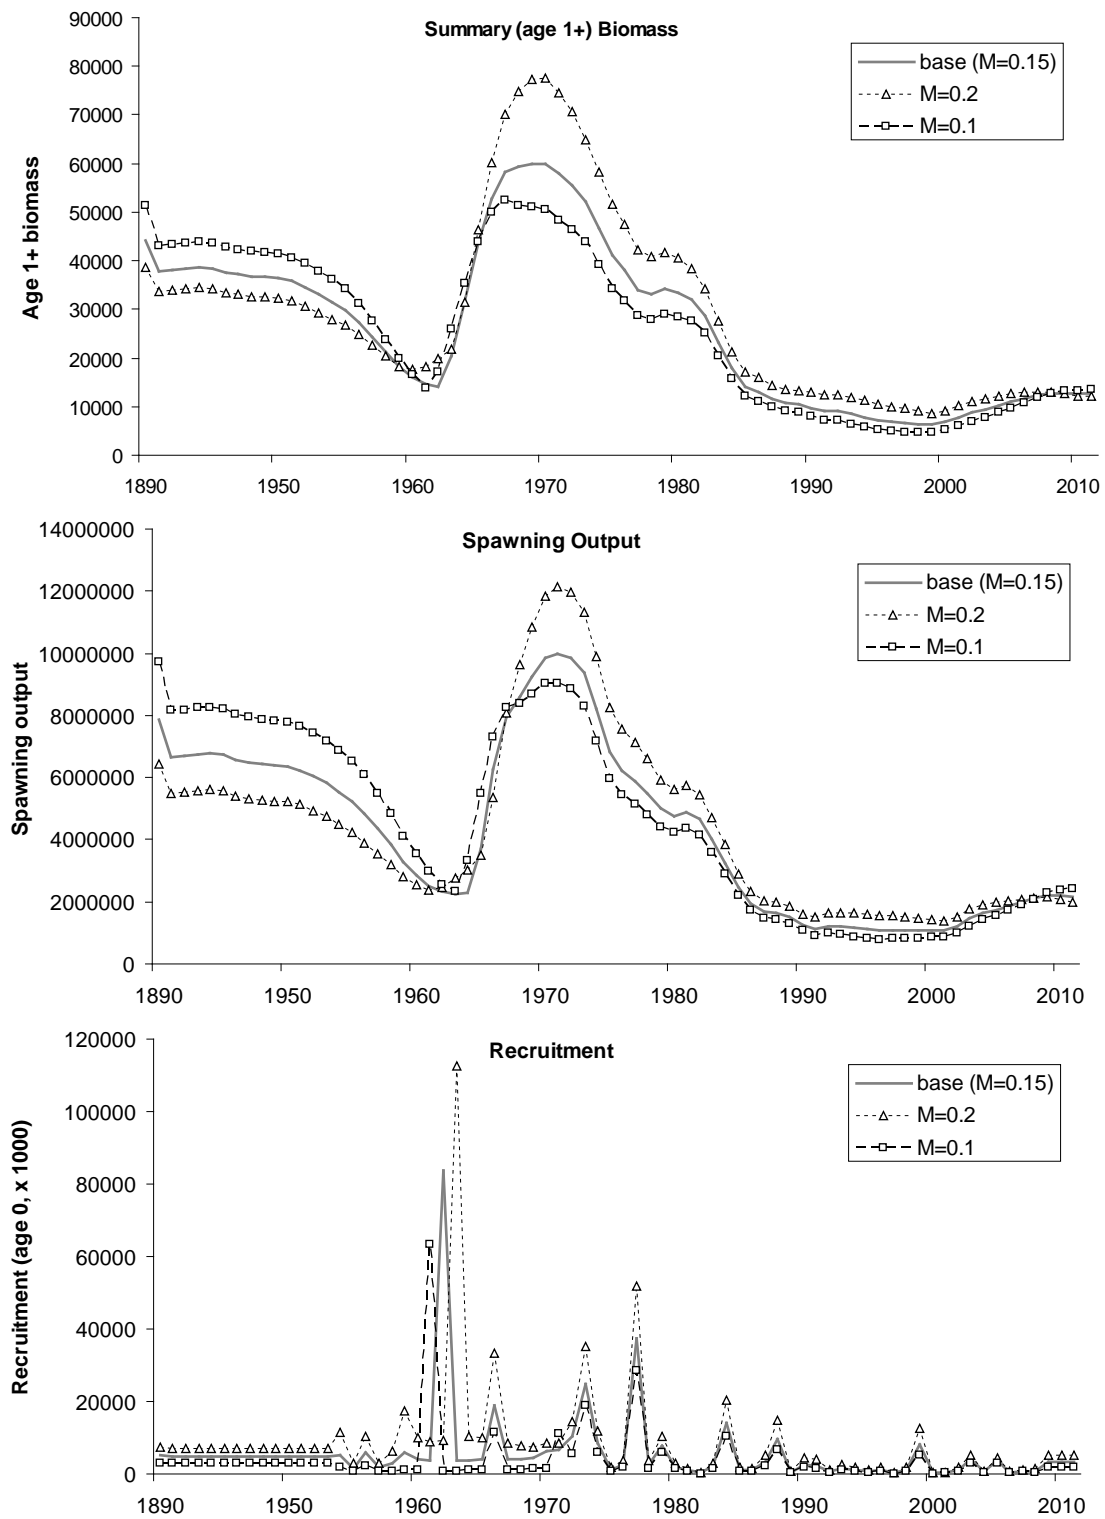 Summary (age 1+) Biomass
90000
80000
70000
60000
50000
40000
30000
20000
10000
0
Age 1+ biomass
base (M=0.15)
M=0.2
M=0.1
1890 1950 1960 1970 1980 1990 2000 2010
Spawning Output
14000000
12000000
10000000
8000000
6000000
4000000
2000000
0
Spawning output
base (M=0.15)
M=0.2
M=0.1
1890 1950 1960 1970 1980 1990 2000 2010
Recruitment
120000
100000
80000
60000
40000
20000
0
Recruitment (age 0, x 1000)
base (M=0.15)
M=0.2
M=0.1
1890 1950 1960 1970 1980 1990 2000 2010